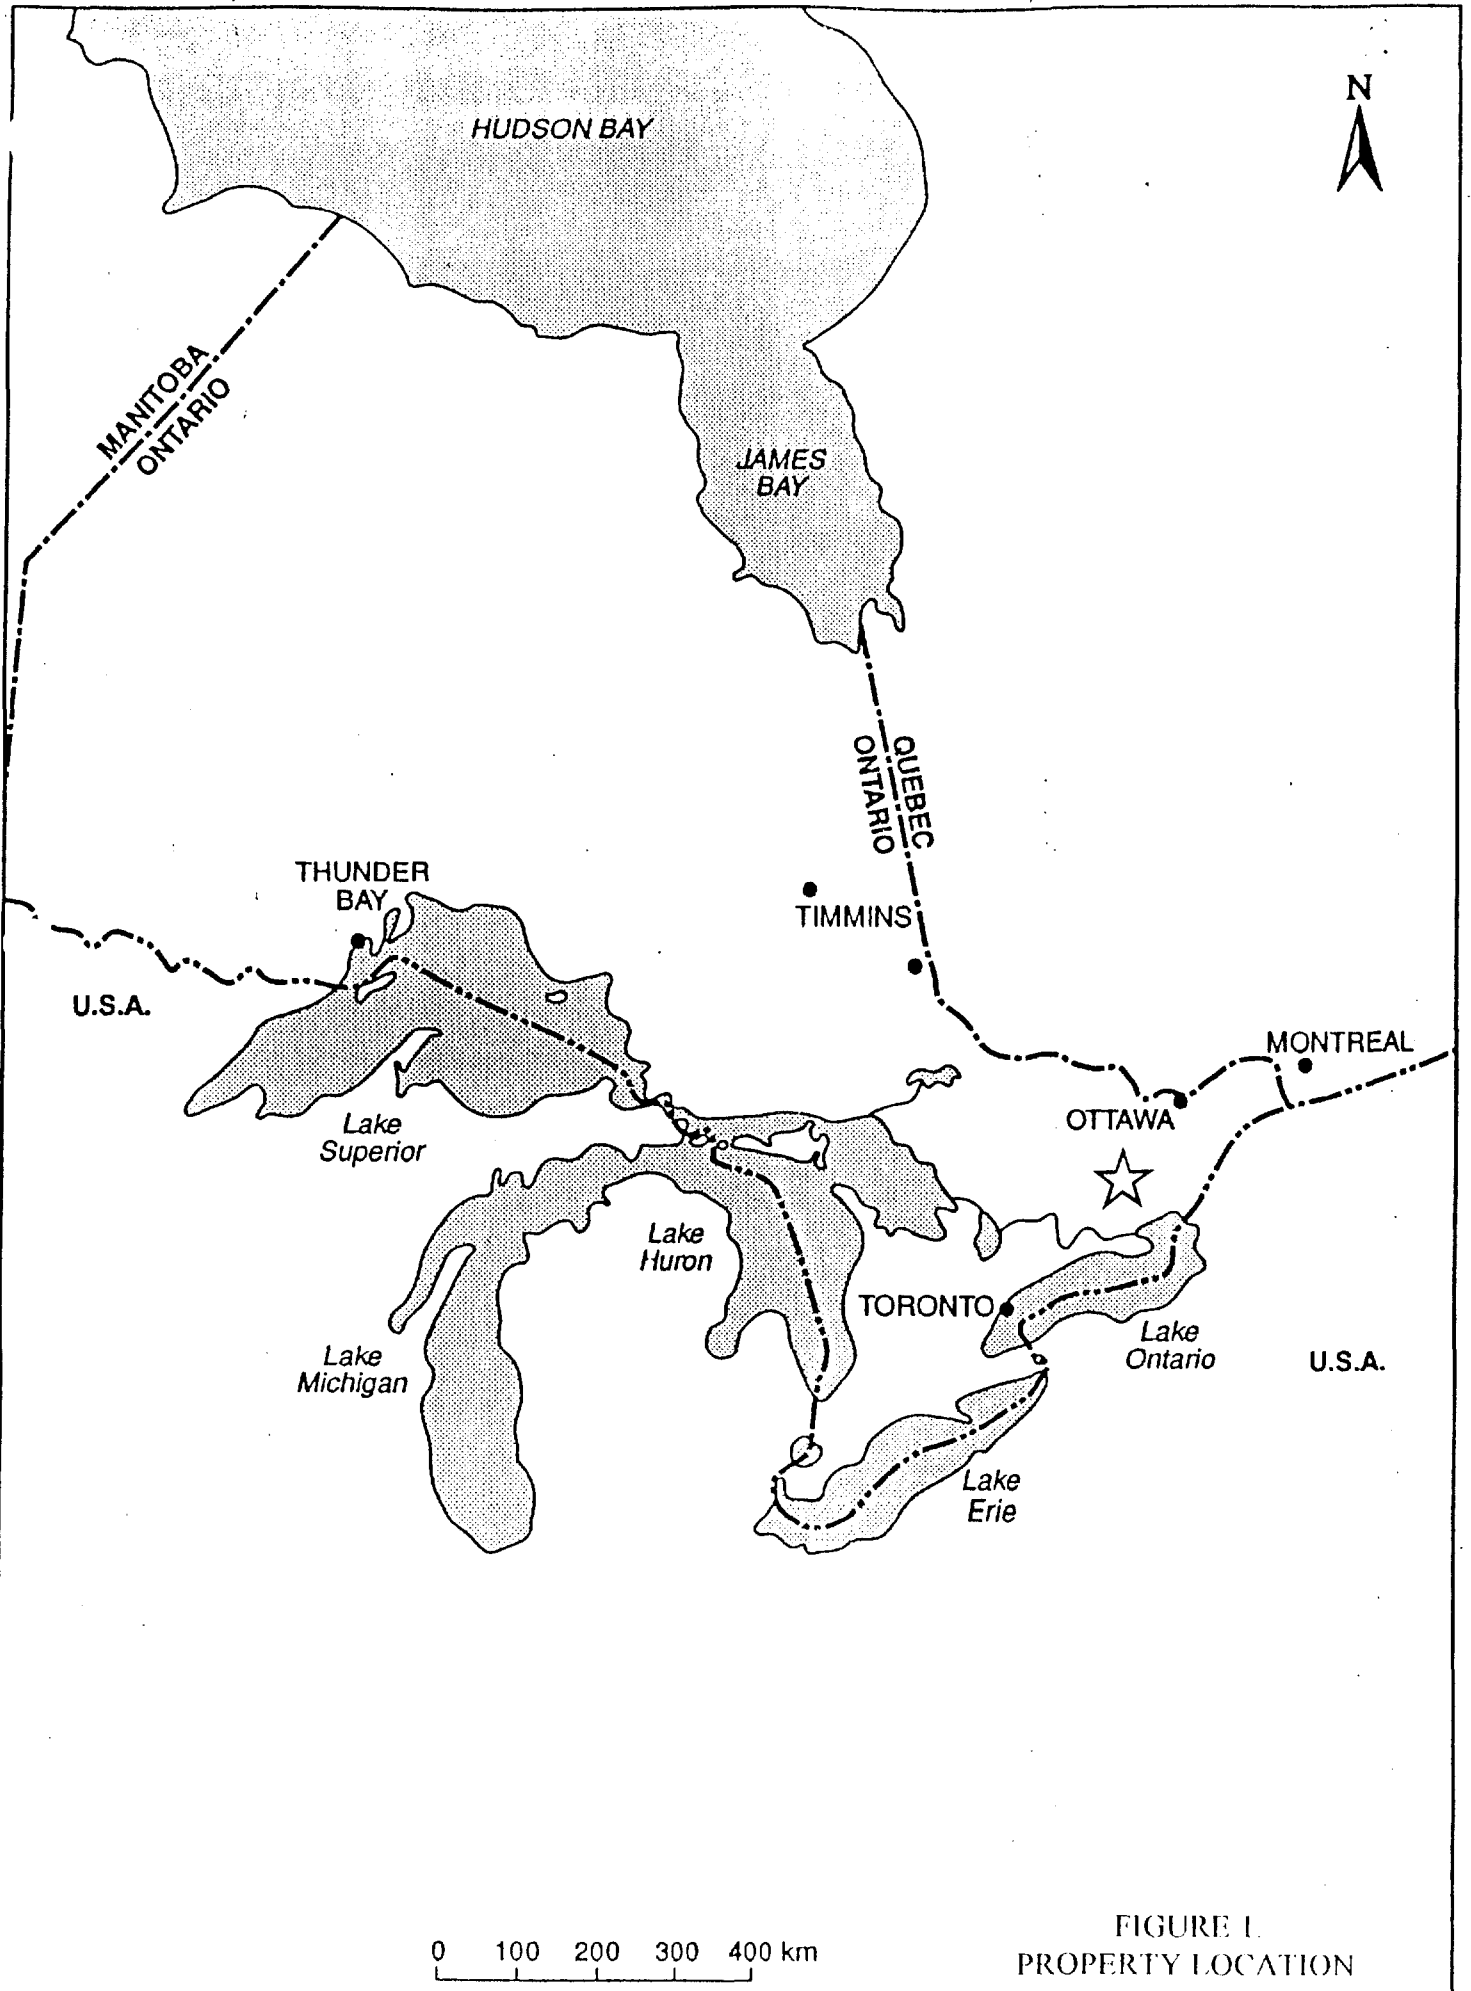 N
HUDSON BAY
MANITOBA
ONTARIO
JAMES
BAY
QUEBEC
ONTARIO
THUNDER
BAY
TIMMINS
U.S.A.
MONTREAL
OTTAWA
Lake
Superior
Lake
Huron
TORONTO
Lake
Ontario
U.S.A.
Lake
Michigan
Lake
Erie
0 100 200 300 400 km
FIGURE 1.
PROPERTY LOCATION